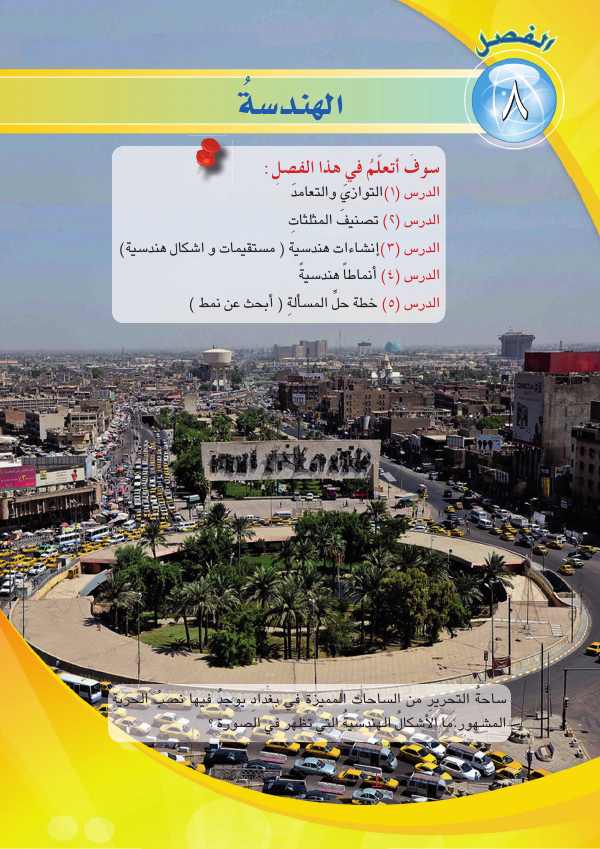 الفصل
٨
الهندسةُ
سوفَ أتعلّمُ في هذا الفصلِ :
الدرس (١) التوازيَ والتعامدَ
الدرس (٢) تصنيفَ المثلثاتِ
الدرس (٣) إنشاءات هندسية ( مستقيمات و اشكال هندسية)
الدرس (٤) أنماطاً هندسيةً
الدرس (٥) خطة حلِّ المسألةِ ( أبحث عن نمط )
ساحةُ التحرير من الساحات المميزة في بغداد يوجدُ فيها نصبُ الحرية
المشهور،ما الأشكالُ الهندسيةُ التي تظهر في الصورة ؟